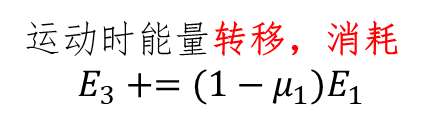 运动时能量转移，消耗
E₃ += (1 − μ₁)E₁